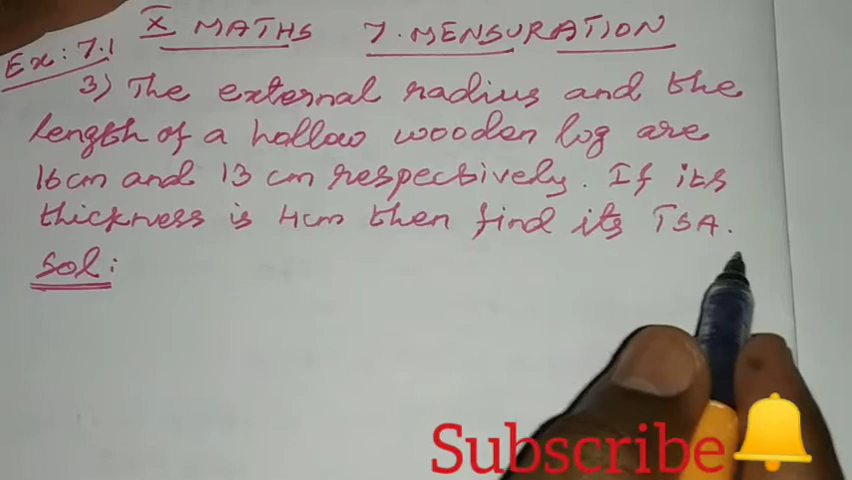 X MATHS 7. MENSURATION
Ex: 7.1
3) The external radius and the
length of a hollow wooden log are
16cm and 13 cm respectively. If its
thickness is 4cm then find its TSA.
Sol:
Subscribe